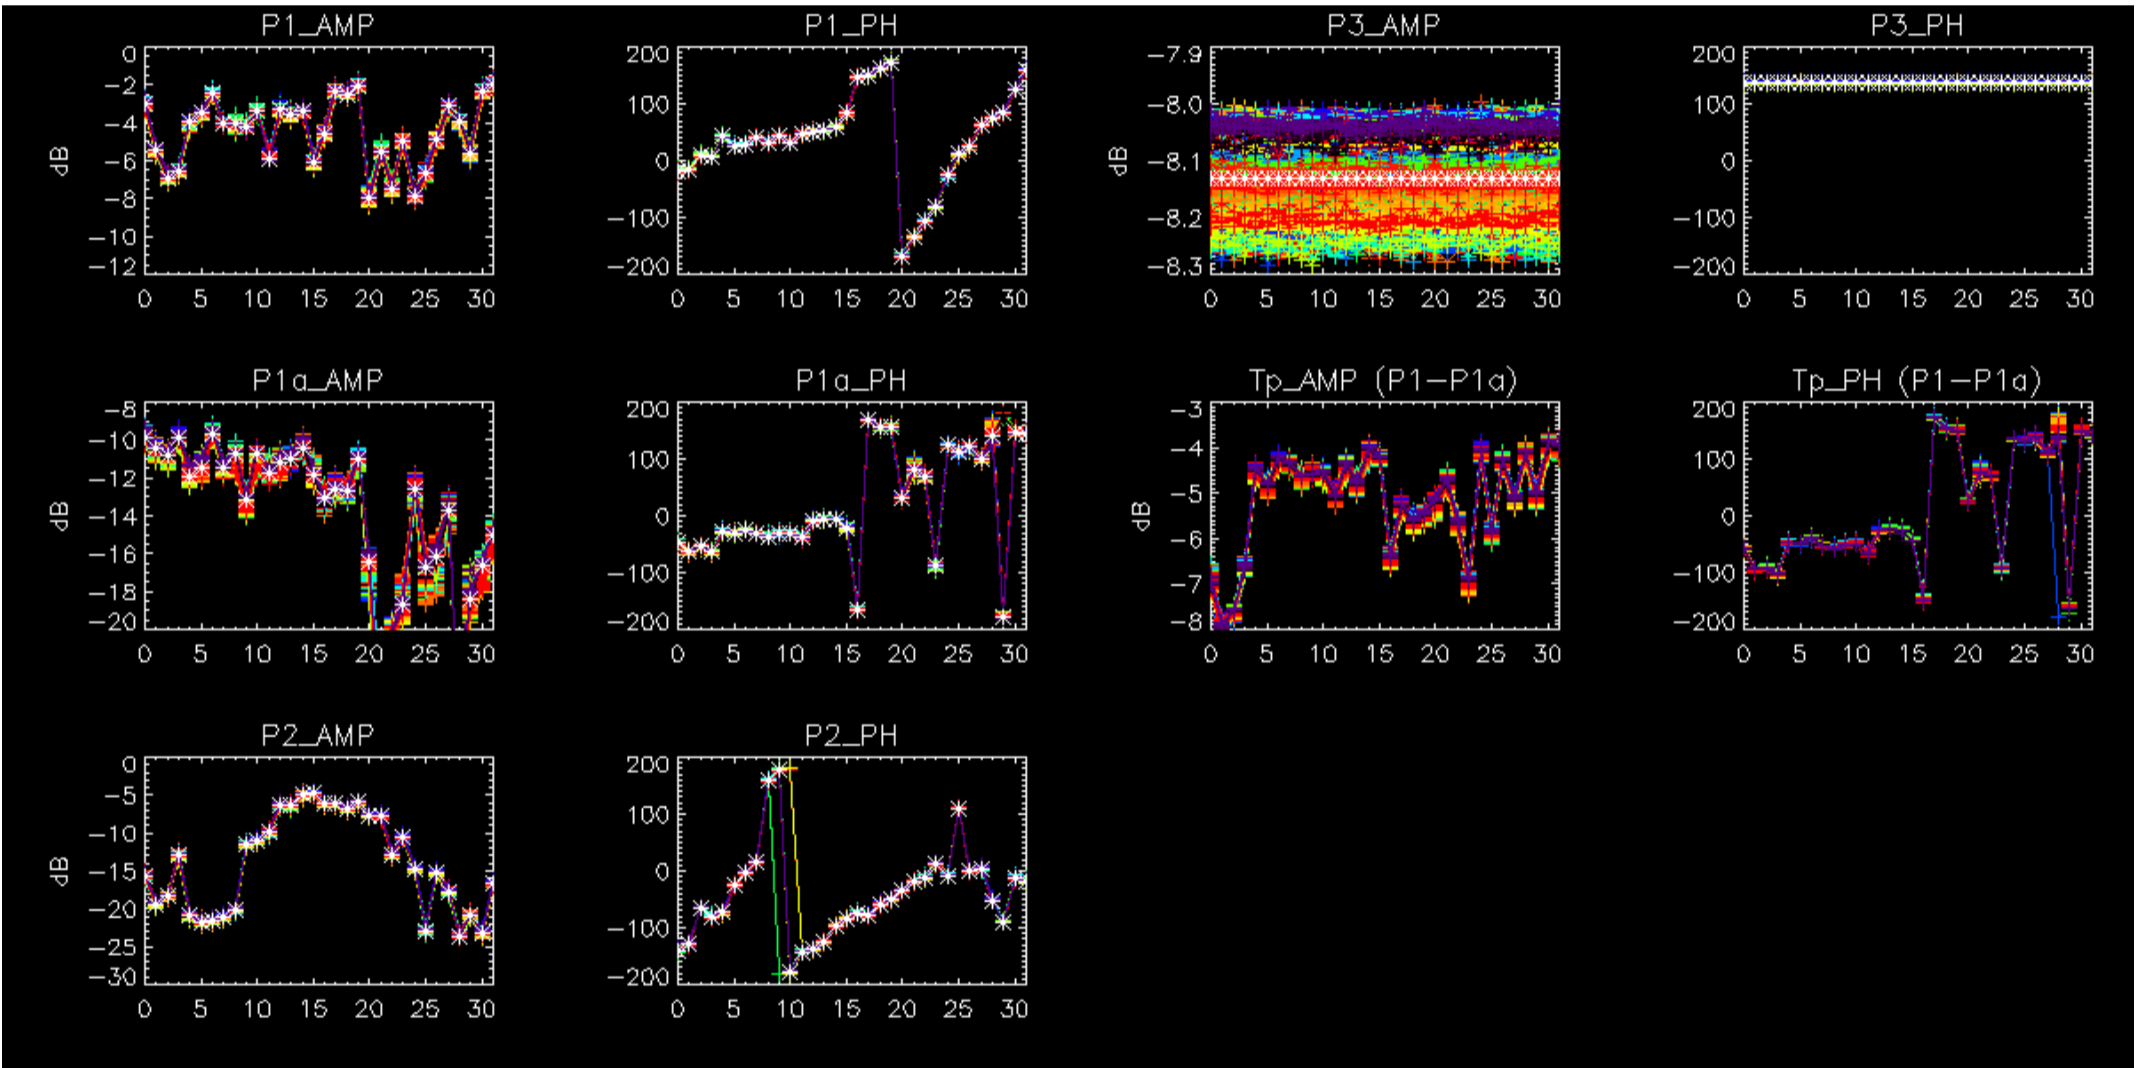 P1_AMP
P1_PH
P3_AMP
P3_PH
dB
0
−2
−4
−6
−8
−10
−12
0 5 10 15 20 25 30
200
100
0
−100
−200
0 5 10 15 20 25 30
dB
−7.9
−8.0
−8.1
−8.2
−8.3
0 5 10 15 20 25 30
200
100
0
−100
−200
0 5 10 15 20 25 30
P1a_AMP
P1a_PH
Tp_AMP (P1−P1a)
Tp_PH (P1−P1a)
dB
−8
−10
−12
−14
−16
−18
−20
0 5 10 15 20 25 30
200
100
0
−100
−200
0 5 10 15 20 25 30
dB
−3
−4
−5
−6
−7
−8
0 5 10 15 20 25 30
200
100
0
−100
−200
0 5 10 15 20 25 30
P2_AMP
P2_PH
dB
0
−5
−10
−15
−20
−25
−30
0 5 10 15 20 25 30
200
100
0
−100
−200
0 5 10 15 20 25 30